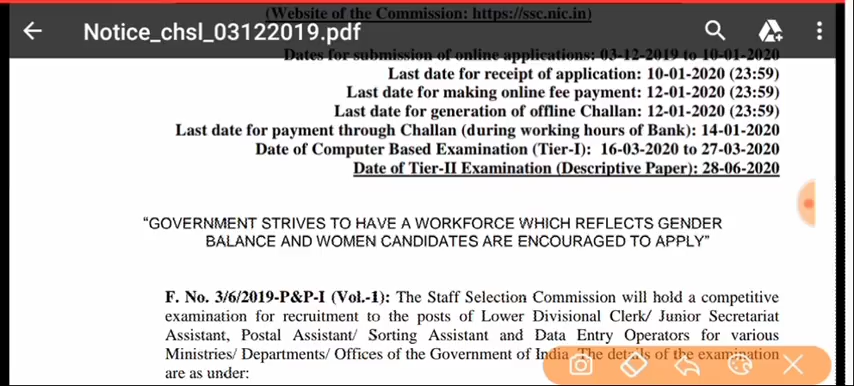 (Website of the Commission: https://ssc.nic.in)
Notice_chsl_03122019.pdf
Dates for submission of online applications: 03-12-2019 to 10-01-2020
Last date for receipt of application: 10-01-2020 (23:59)
Last date for making online fee payment: 12-01-2020 (23:59)
Last date for generation of offline Challan: 12-01-2020 (23:59)
Last date for payment through Challan (during working hours of Bank): 14-01-2020
Date of Computer Based Examination (Tier-I): 16-03-2020 to 27-03-2020
Date of Tier-II Examination (Descriptive Paper): 28-06-2020
“GOVERNMENT STRIVES TO HAVE A WORKFORCE WHICH REFLECTS GENDER
BALANCE AND WOMEN CANDIDATES ARE ENCOURAGED TO APPLY”
F. No. 3/6/2019-P&P-I (Vol.-1): The Staff Selection Commission will hold a competitive
examination for recruitment to the posts of Lower Divisional Clerk/ Junior Secretariat
Assistant, Postal Assistant/ Sorting Assistant and Data Entry Operators for various
Ministries/ Departments/ Offices of the Government of India. The details of the examination
are as under: